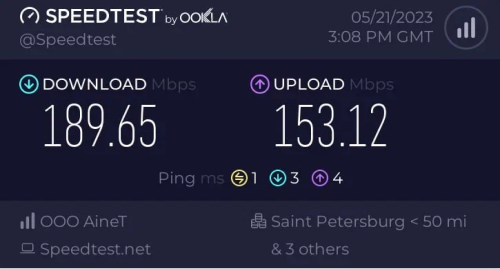 SPEEDTEST by OOKLA
@Speedtest
05/21/2023
3:08 PM GMT
DOWNLOAD Mbps UPLOAD Mbps
189.65 153.12
Ping ms 1 3 4
OOO AineT
Speedtest.net
Saint Petersburg < 50 mi
& 3 others